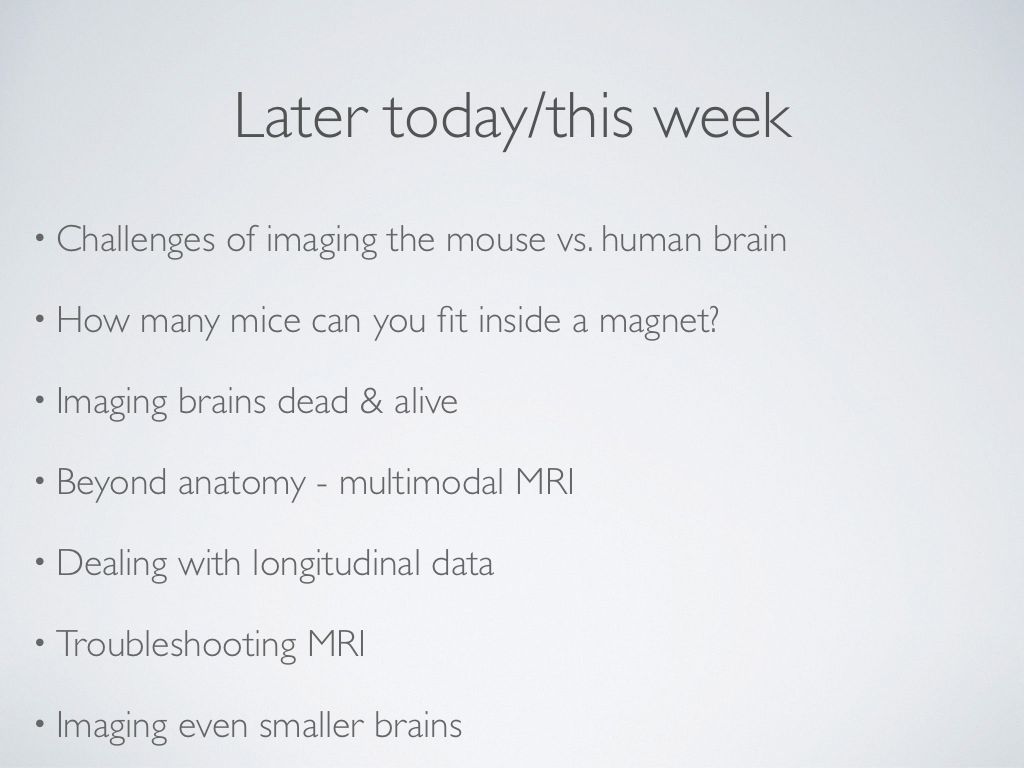 Later today/this week
• Challenges of imaging the mouse vs. human brain
• How many mice can you fit inside a magnet?
• Imaging brains dead & alive
• Beyond anatomy - multimodal MRI
• Dealing with longitudinal data
• Troubleshooting MRI
• Imaging even smaller brains